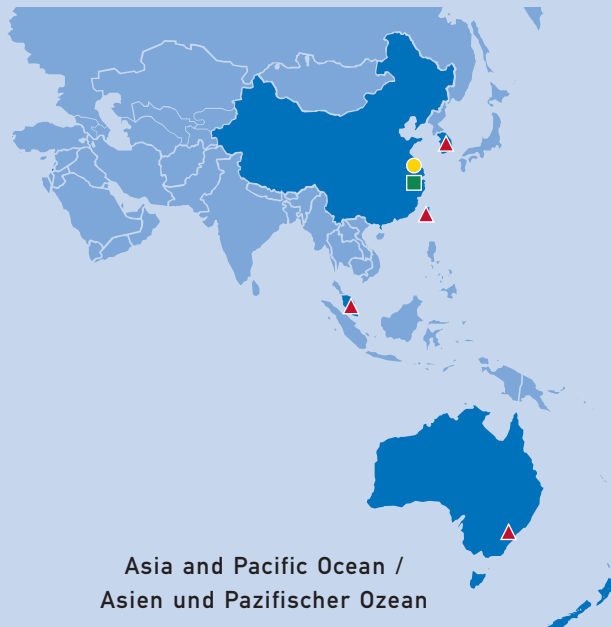 Asia and Pacific Ocean /
Asien und Pazifischer Ozean